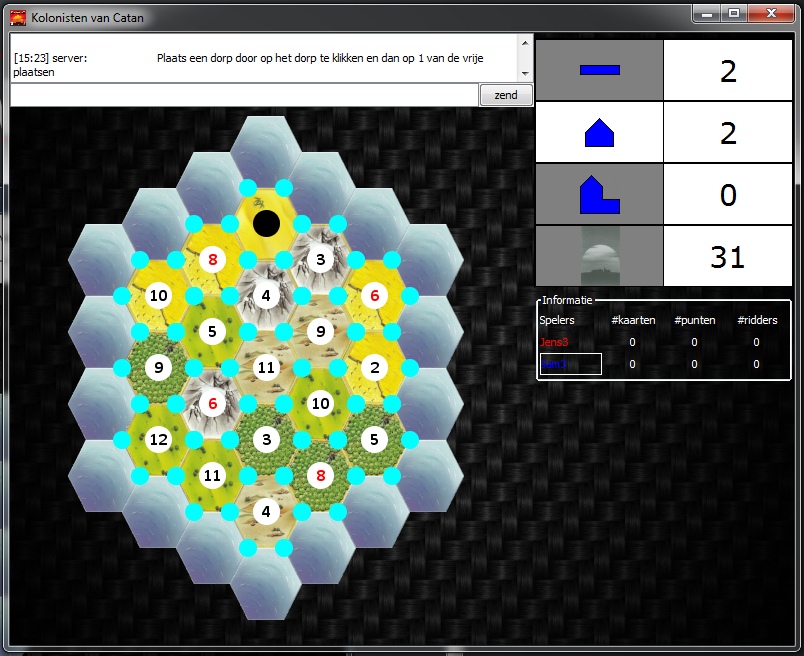 Kolonisten van Catan
[15:23] server: Plaats een dorp door op het dorp te klikken en dan op 1 van de vrije
plaatsen
zend
2
2
0
31
Informatie
Spelers #kaarten #punten #ridders
Jens3 0 0 0
0 0 0
8 3
10 4 6
5 9
9 11 2
6 10
12 3 5
11 8
4